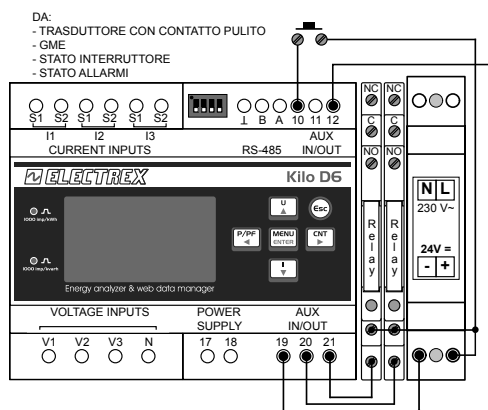 DA:
- TRASDUTTORE CON CONTATTO PULITO
- GME
- STATO INTERRUTTORE
- STATO ALLARMI
S1 S2 S1 S2 S1 S2
I1 I2 I3
CURRENT INPUTS
⊥ B A 10 11 12
RS-485
AUX
IN/OUT
NC NC
C C
NO NO
ELECTREX
Kilo D6
1000 imp/kWh
1000 imp/kvarh
U
▲
Esc
P/PF
◄
MENU
ENTER
CNT
►
I
▼
Energy analyzer & web data manager
Relay
Relay
N L
230 V~
24V =
- +
VOLTAGE INPUTS
V1 V2 V3 N
POWER
SUPPLY
17 18
AUX
IN/OUT
19 20 21